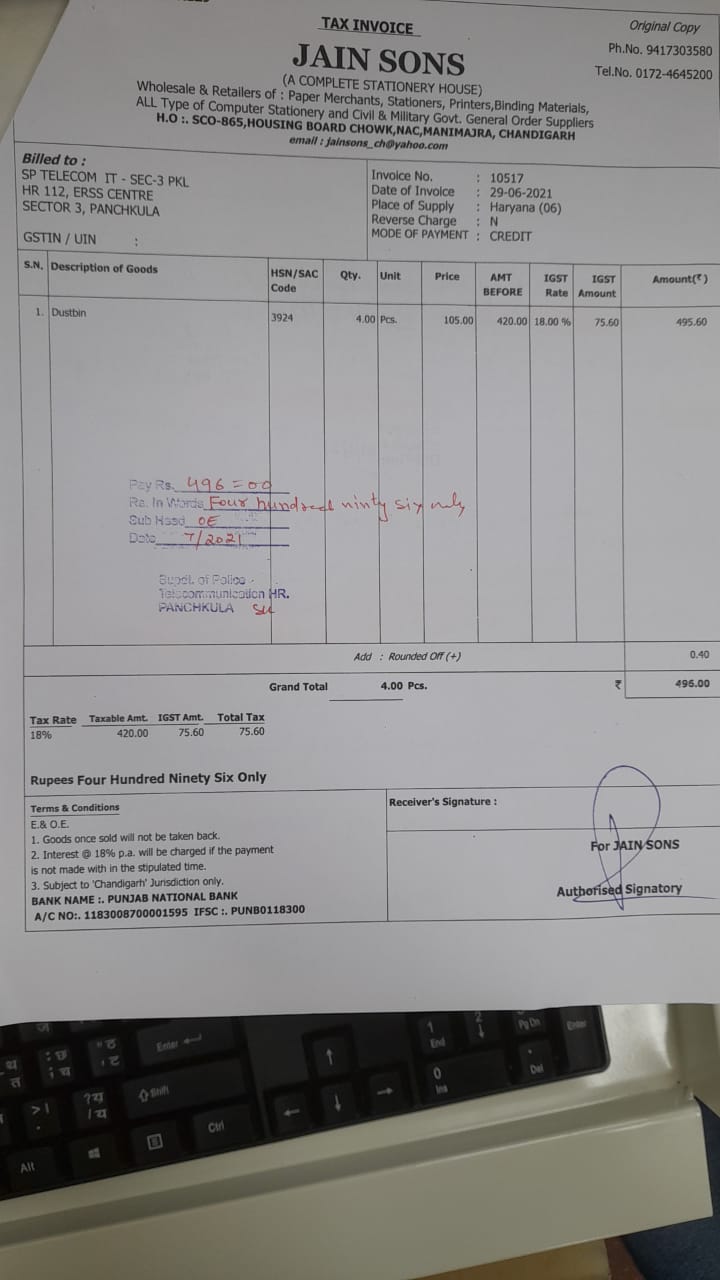 TAX INVOICE
Original Copy
JAIN SONS
Ph.No. 9417303580
(A COMPLETE STATIONERY HOUSE)
Tel.No. 0172-4645200
Wholesale & Retailers of : Paper Merchants, Stationers, Printers,Binding Materials,
ALL Type of Computer Stationery and Civil & Military Govt. General Order Suppliers
H.O :. SCO-865,HOUSING BOARD CHOWK,NAC,MANIMAJRA, CHANDIGARH
email : jainsons_ch@yahoo.com
Billed to :
SP TELECOM IT - SEC-3 PKL
HR 112, ERSS CENTRE
SECTOR 3, PANCHKULA
GSTIN / UIN :
Invoice No. : 10517
Date of Invoice : 29-06-2021
Place of Supply : Haryana (06)
Reverse Charge : N
MODE OF PAYMENT : CREDIT
S.N. Description of Goods HSN/SAC Code Qty. Unit Price AMT BEFORE IGST Rate IGST Amount Amount(₹)
1. Dustbin 3924 4.00 Pcs. 105.00 420.00 18.00 % 75.60 495.60
Pay Rs. 496=00
Rs. In Words Four hundred ninty six only
Sub Head OE
Date 7/2021
Supdt. of Police
Telecommunication HR.
PANCHKULA
Add : Rounded Off (+) 0.40
Grand Total 4.00 Pcs. ₹ 496.00
Tax Rate Taxable Amt. IGST Amt. Total Tax
18% 420.00 75.60 75.60
Rupees Four Hundred Ninety Six Only
Terms & Conditions
E.& O.E.
1. Goods once sold will not be taken back.
2. Interest @ 18% p.a. will be charged if the payment
is not made with in the stipulated time.
3. Subject to 'Chandigarh' Jurisdiction only.
BANK NAME :. PUNJAB NATIONAL BANK
A/C NO:. 1183008700001595 IFSC :. PUNB0118300
Receiver's Signature :
For JAIN SONS
Authorised Signatory
Enter
Shift
Ctrl
Alt
1
End
2
Pg Dn
Enter
0
Ins
.
Del